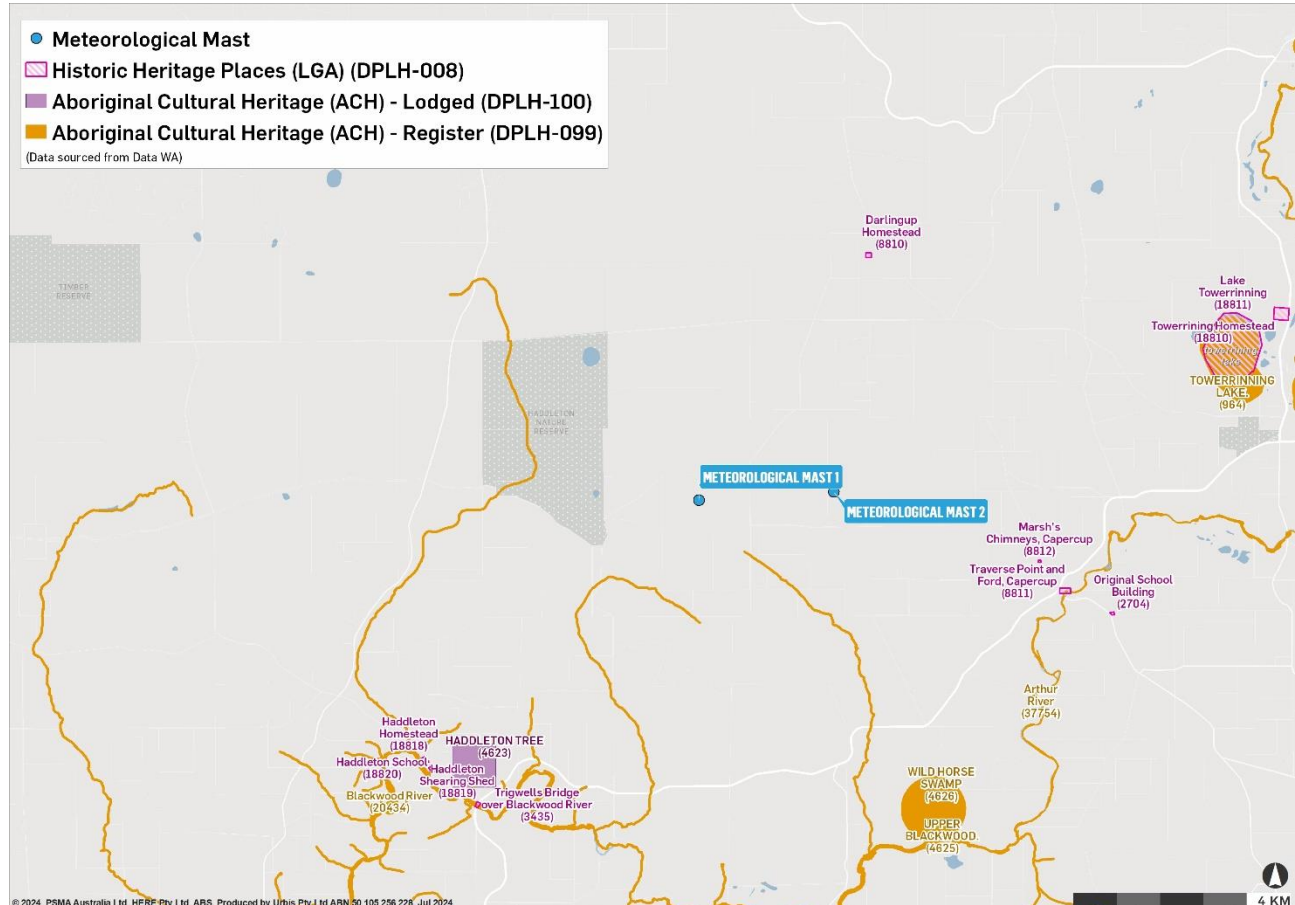 Meteorological Mast
Historic Heritage Places (LGA) (DPLH-008)
Aboriginal Cultural Heritage (ACH) - Lodged (DPLH-100)
Aboriginal Cultural Heritage (ACH) - Register (DPLH-099)
(Data sourced from Data WA)
Darlingup
Homestead
(8810)
TIMBER
RESERVE
Lake
Towerrinning
(18811)
Towerrining Homestead
(18810)
TOWERRINNING
LAKE.
(964)
HADDLETON
NATURE
RESERVE
METEOROLOGICAL MAST 1
METEOROLOGICAL MAST 2
Marsh's
Chimneys, Capercup
(8812)
Traverse Point and
Ford, Capercup
(8811)
Original School
Building
(2704)
Arthur
River
(37754)
Haddleton
Homestead
(18818)
HADDLETON TREE
(4623)
Haddleton School
(18820)
Haddleton
Shearing Shed
(18819)
Blackwood River
(20434)
Trigwells Bridge
over Blackwood River
(3435)
WILD HORSE
SWAMP
(4626)
UPPER
BLACKWOOD.
(4625)
4 KM
© 2024. PSMA Australia Ltd, HERE Pty Ltd, ABS. Produced by Urbis Pty Ltd ABN 50 105 256 228, Jul 2024